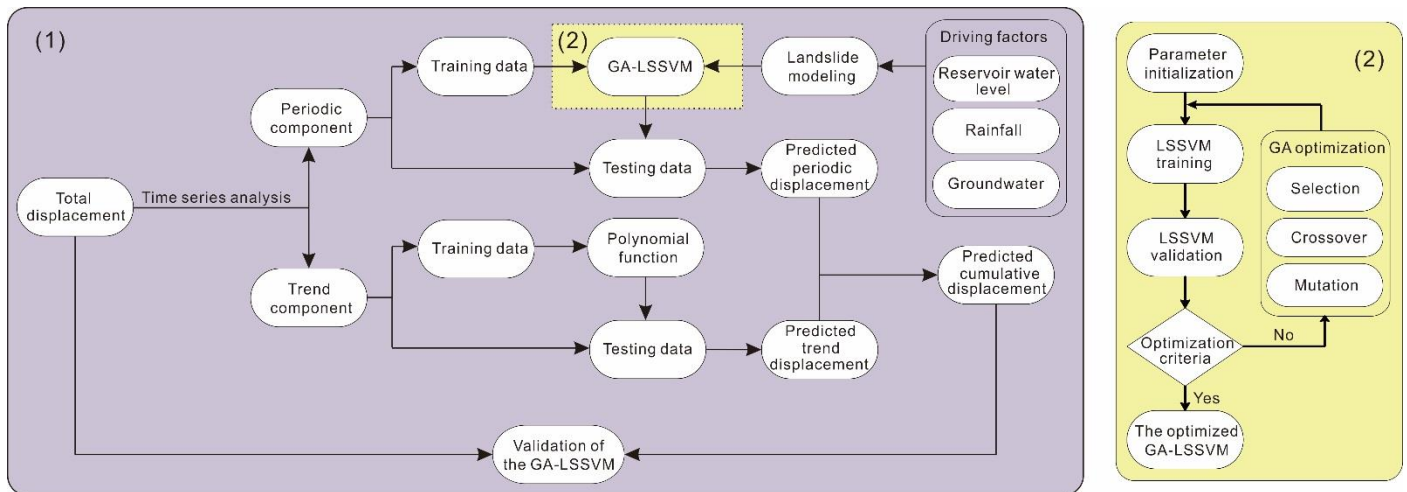 (1)
(2)
Driving factors
Training data
GA-LSSVM
Landslide
modeling
Reservoir water
level
Periodic
component
Rainfall
Testing data
Predicted
periodic
displacement
Groundwater
Total
displacement
Time series analysis
Training data
Polynomial
function
Predicted
cumulative
displacement
Trend
component
Testing data
Predicted
trend
displacement
Validation of
the GA-LSSVM
(2)
Parameter
initialization
LSSVM
training
GA optimization
Selection
LSSVM
validation
Crossover
Mutation
Optimization
criteria
No
Yes
The optimized
GA-LSSVM